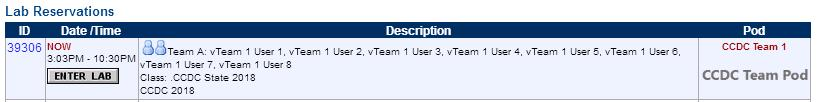 Lab Reservations
ID Date /Time Description Pod
39306 NOW
3:03PM - 10:30PM
ENTER LAB
Team A: vTeam 1 User 1, vTeam 1 User 2, vTeam 1 User 3, vTeam 1 User 4, vTeam 1 User 5, vTeam 1 User 6,
vTeam 1 User 7, vTeam 1 User 8
Class: .CCDC State 2018
CCDC 2018
CCDC Team 1
CCDC Team Pod